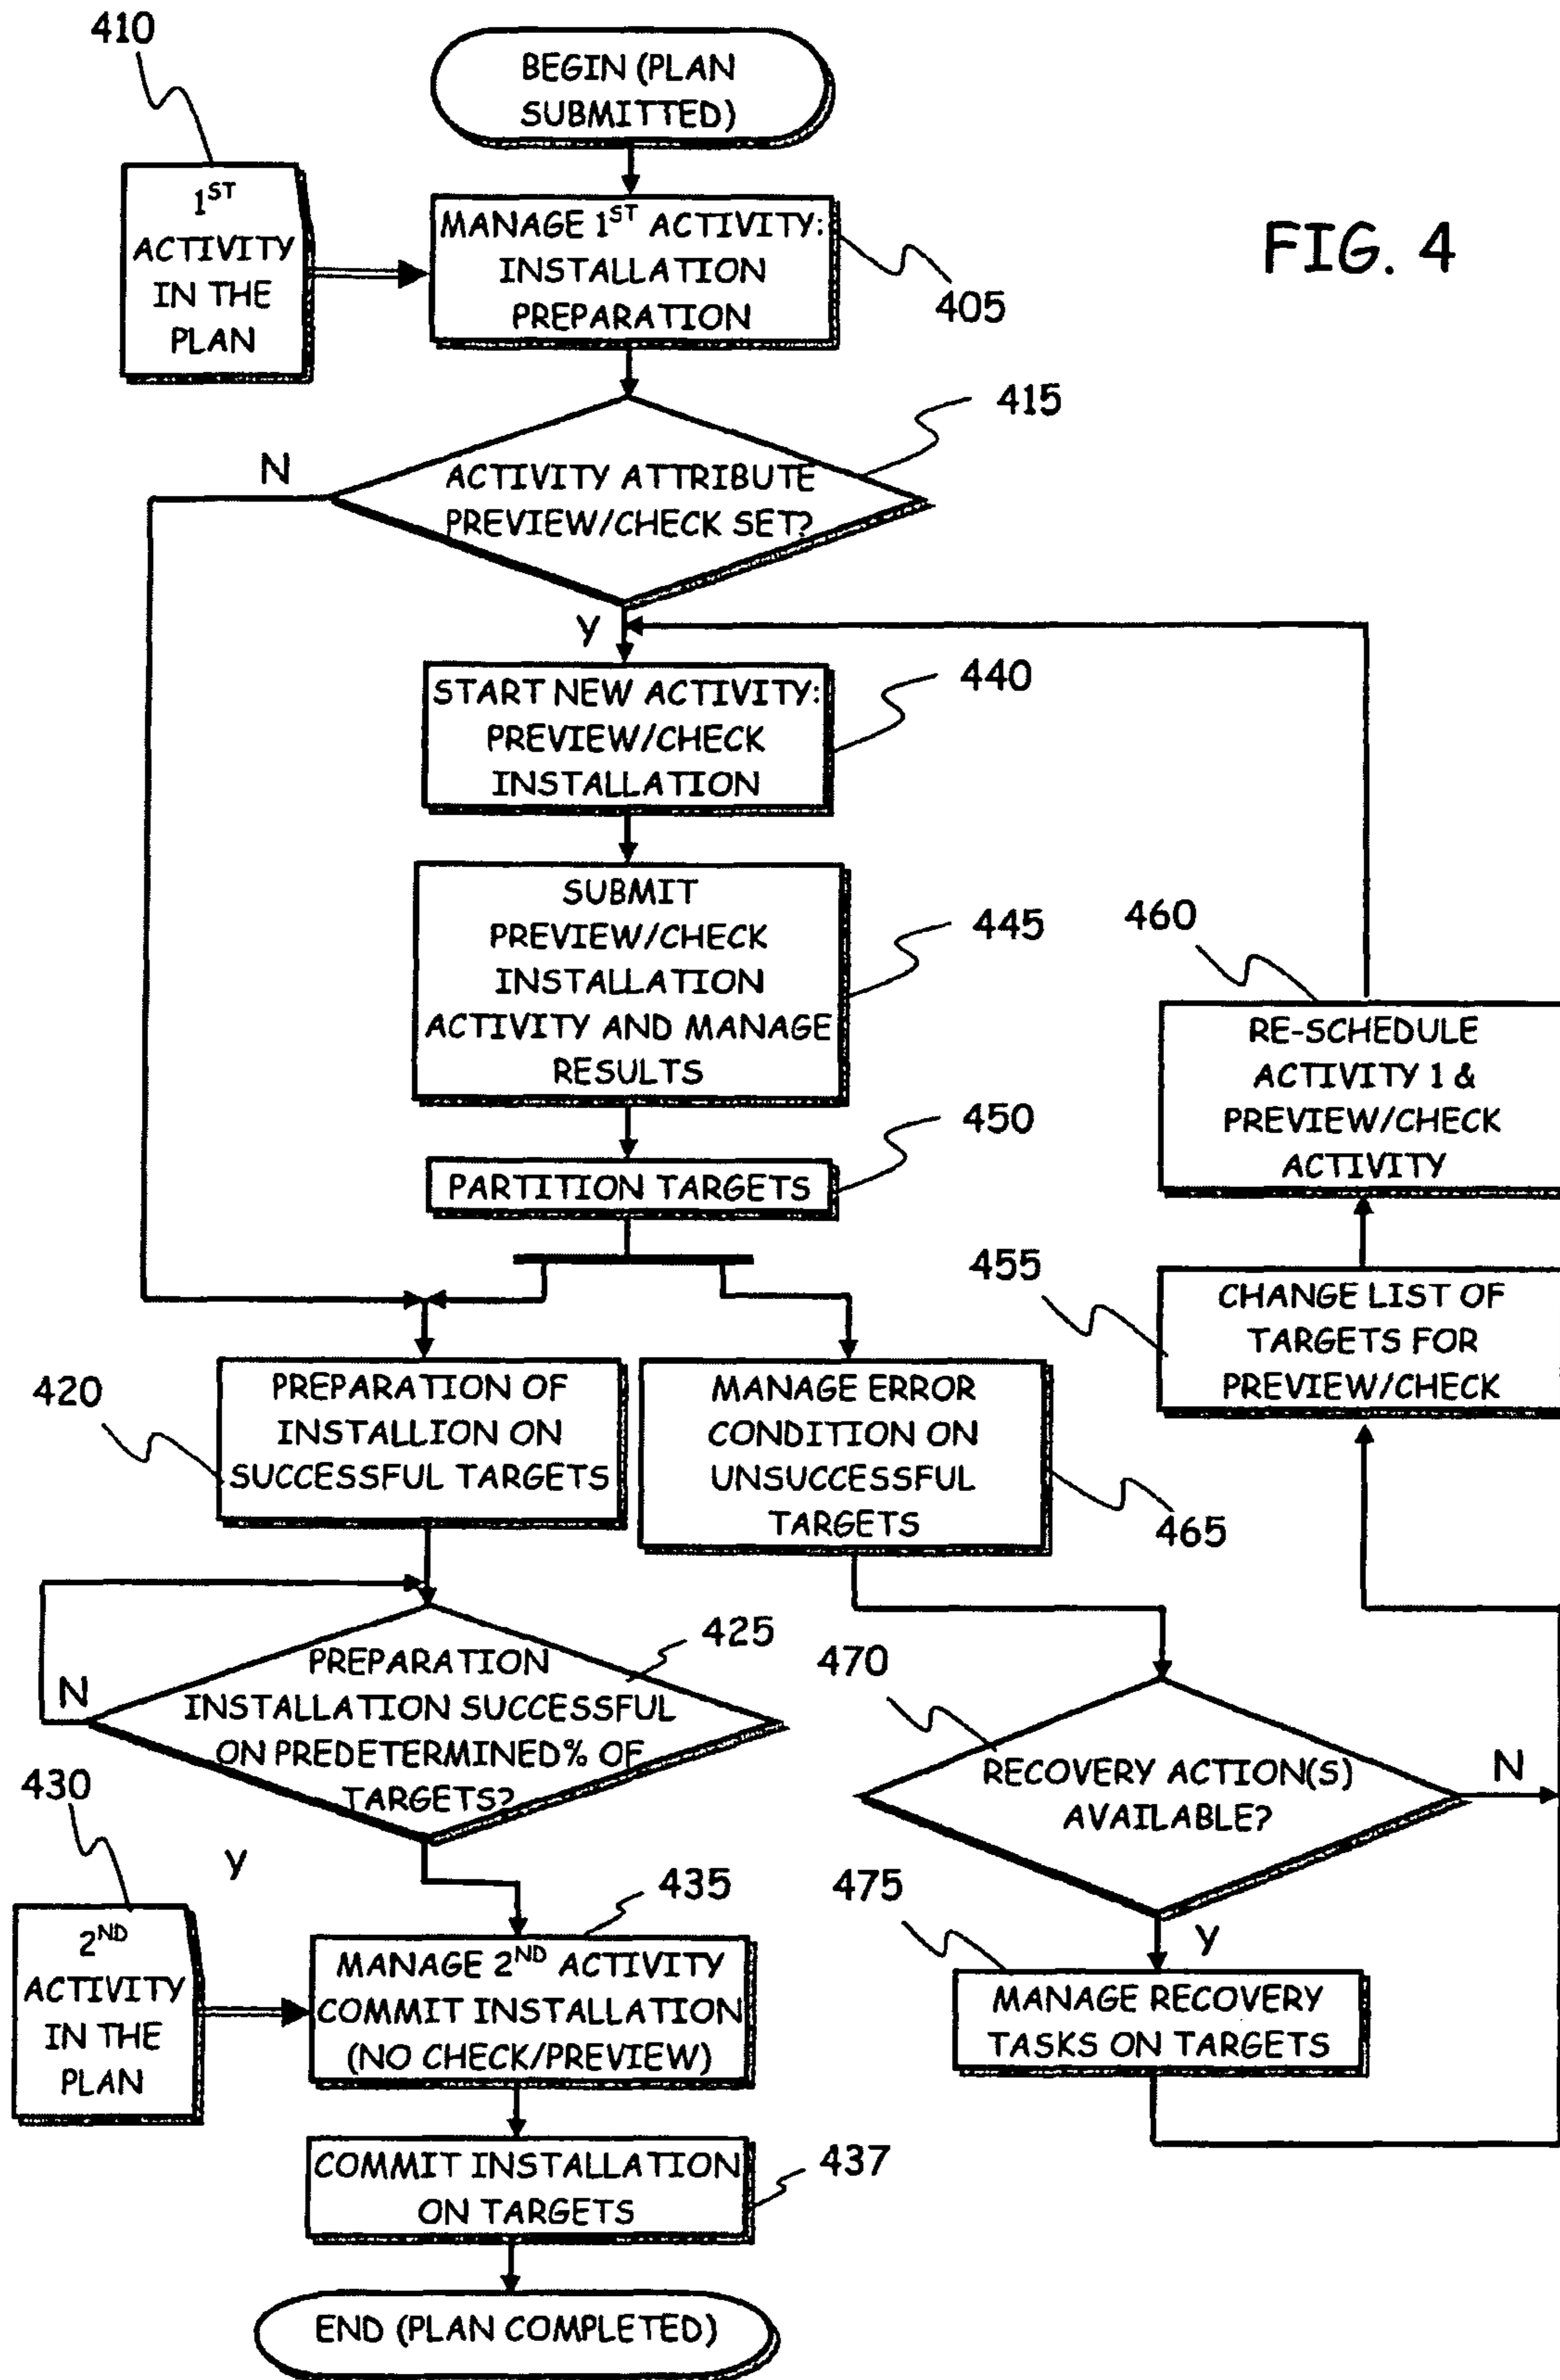 410
BEGIN (PLAN
SUBMITTED)
1ST
ACTIVITY
IN THE
PLAN
MANAGE 1ST ACTIVITY:
INSTALLATION
PREPARATION
405
FIG. 4
415
N
ACTIVITY ATTRIBUTE
PREVIEW/CHECK SET?
Y
START NEW ACTIVITY:
PREVIEW/CHECK
INSTALLATION
440
SUBMIT
PREVIEW/CHECK
INSTALLATION
ACTIVITY AND MANAGE
RESULTS
445
460
RE-SCHEDULE
ACTIVITY 1 &
PREVIEW/CHECK
ACTIVITY
450
PARTITION TARGETS
455
CHANGE LIST OF
TARGETS FOR
PREVIEW/CHECK
420
PREPARATION OF
INSTALLION ON
SUCCESSFUL TARGETS
MANAGE ERROR
CONDITION ON
UNSUCCESSFUL
TARGETS
465
425
N
PREPARATION
INSTALLATION SUCCESSFUL
ON PREDETERMINED% OF
TARGETS?
470
RECOVERY ACTION(S)
AVAILABLE?
N
430
Y
2ND
ACTIVITY
IN THE
PLAN
435
MANAGE 2ND ACTIVITY
COMMIT INSTALLATION
(NO CHECK/PREVIEW)
475
Y
MANAGE RECOVERY
TASKS ON TARGETS
COMMIT INSTALLATION
ON TARGETS
437
END (PLAN COMPLETED)